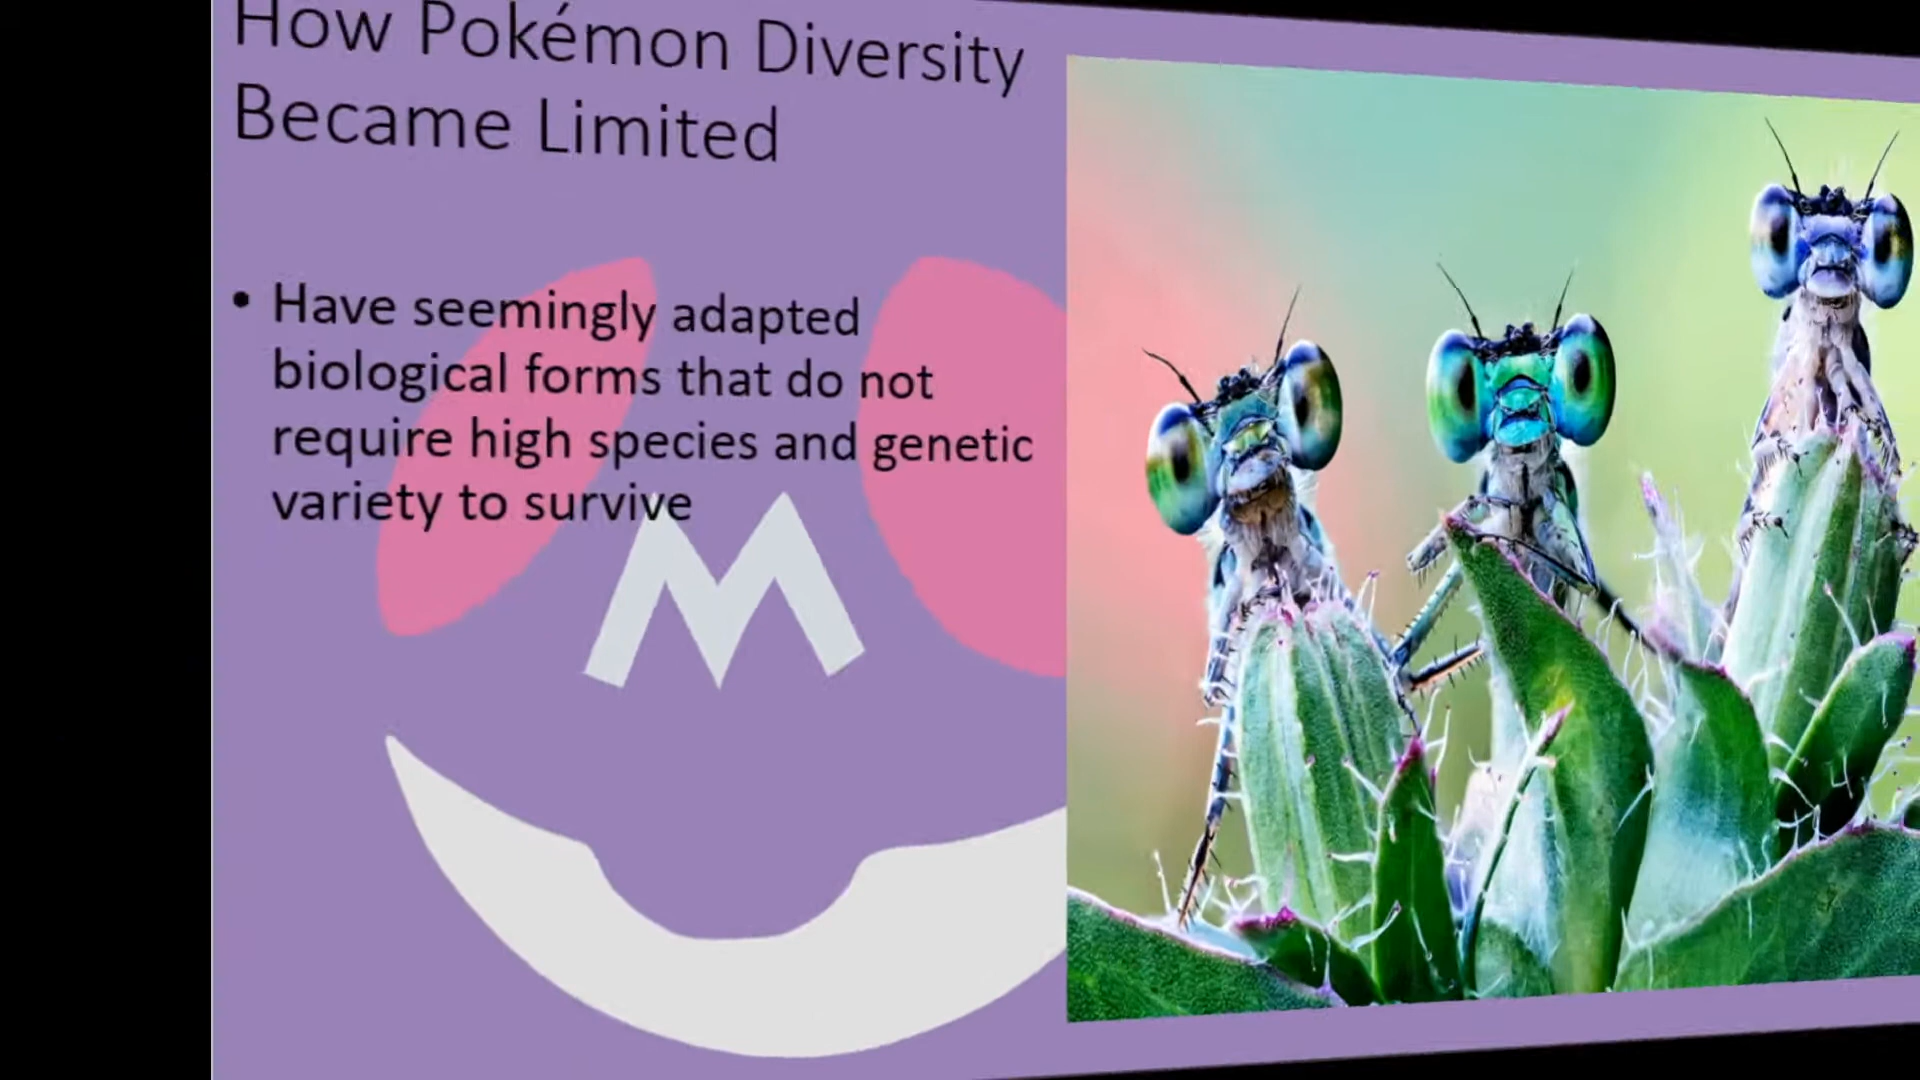 How Pokémon Diversity
Became Limited
• Have seemingly adapted
biological forms that do not
require high species and genetic
variety to survive
M